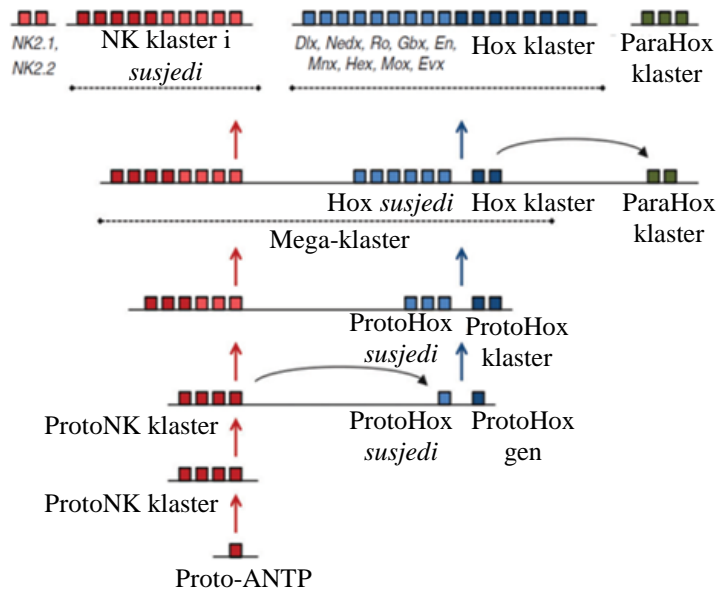 NK2.1,
NK2.2
NK klaster i
susjedi
Dlx, Nedx, Ro, Gbx, En,
Mnx, Hex, Mox, Evx
Hox klaster
ParaHox
klaster
Hox susjedi
Hox klaster
ParaHox
klaster
Mega-klaster
ProtoHox
susjedi
ProtoHox
klaster
ProtoNK klaster
ProtoHox
susjedi
ProtoHox
gen
ProtoNK klaster
Proto-ANTP